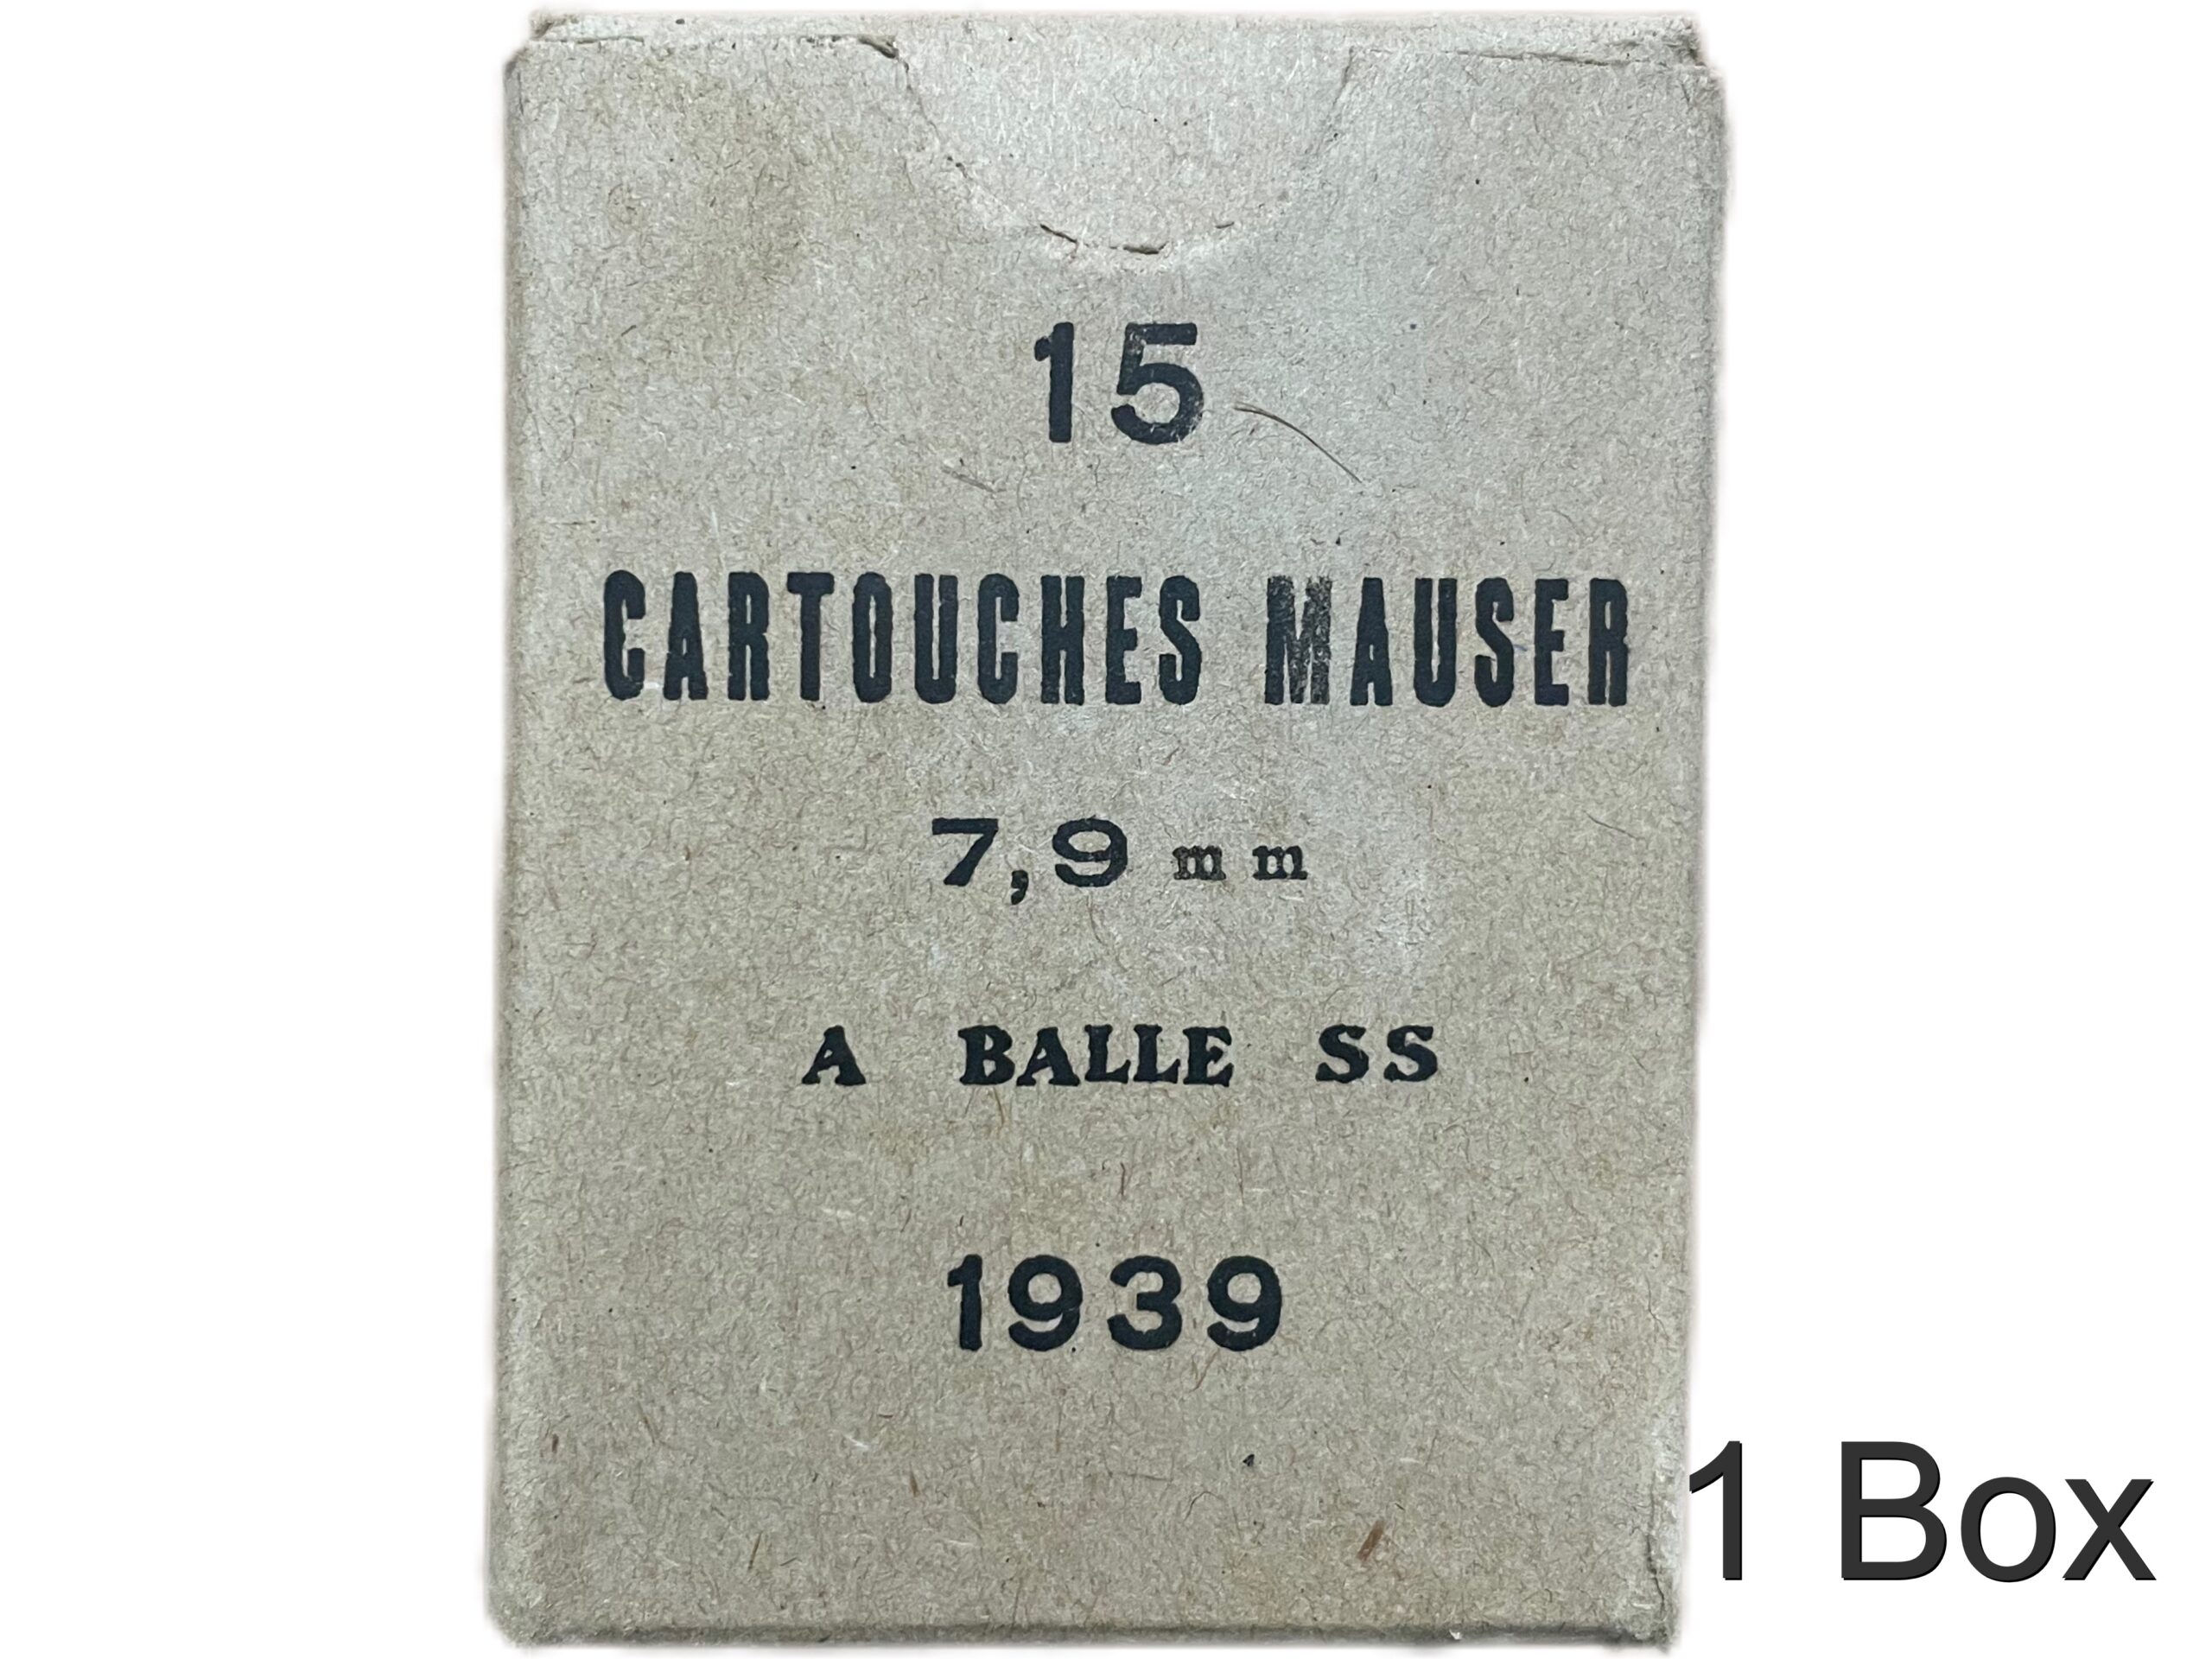 15
CARTOUCHES MAUSER
7,9 mm
A BALLE SS
1939
1 Box